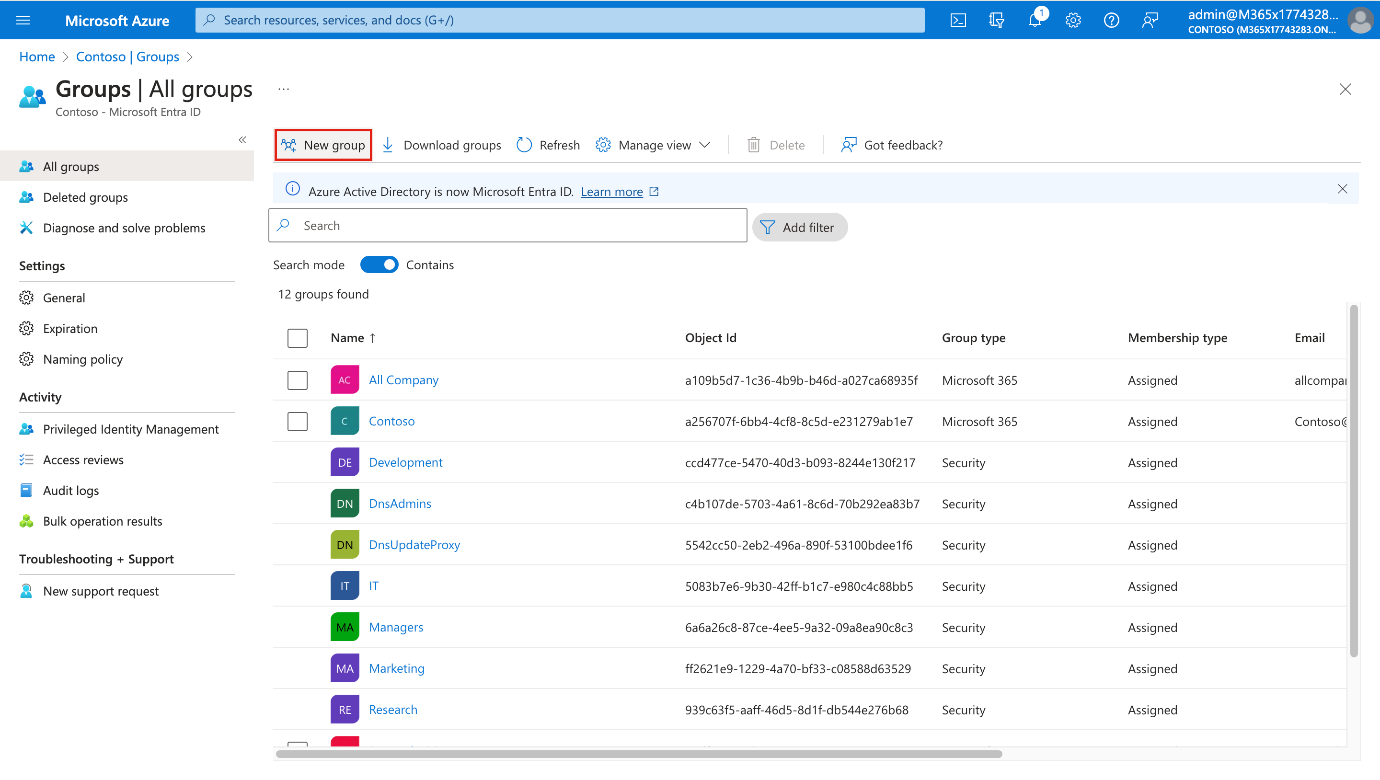 Microsoft Azure
Search resources, services, and docs (G+/)
1
admin@M365x1774328...
CONTOSO (M365X17743283.ON...
Home > Contoso | Groups >
Groups | All groups ...
Contoso - Microsoft Entra ID
«
All groups
Deleted groups
Diagnose and solve problems
Settings
General
Expiration
Naming policy
Activity
Privileged Identity Management
Access reviews
Audit logs
Bulk operation results
Troubleshooting + Support
New support request
New group Download groups Refresh Manage view Delete Got feedback?
Azure Active Directory is now Microsoft Entra ID. Learn more
Search
Add filter
Search mode Contains
12 groups found
Name ↑ Object Id Group type Membership type Email
AC All Company a109b5d7-1c36-4b9b-b46d-a027ca68935f Microsoft 365 Assigned allcompa
C Contoso a256707f-6bb4-4cf8-8c5d-e231279ab1e7 Microsoft 365 Assigned Contoso@
DE Development ccd477ce-5470-40d3-b093-8244e130f217 Security Assigned
DN DnsAdmins c4b107de-5703-4a61-8c6d-70b292ea83b7 Security Assigned
DN DnsUpdateProxy 5542cc50-2eb2-496a-890f-53100bdee1f6 Security Assigned
IT IT 5083b7e6-9b30-42ff-b1c7-e980c4c88bb5 Security Assigned
MA Managers 6a6a26c8-87ce-4ee5-9a32-09a8ea90c8c3 Security Assigned
MA Marketing ff2621e9-1229-4a70-bf33-c08588d63529 Security Assigned
RE Research 939c63f5-aaff-46d5-8d1f-db544e276b68 Security Assigned